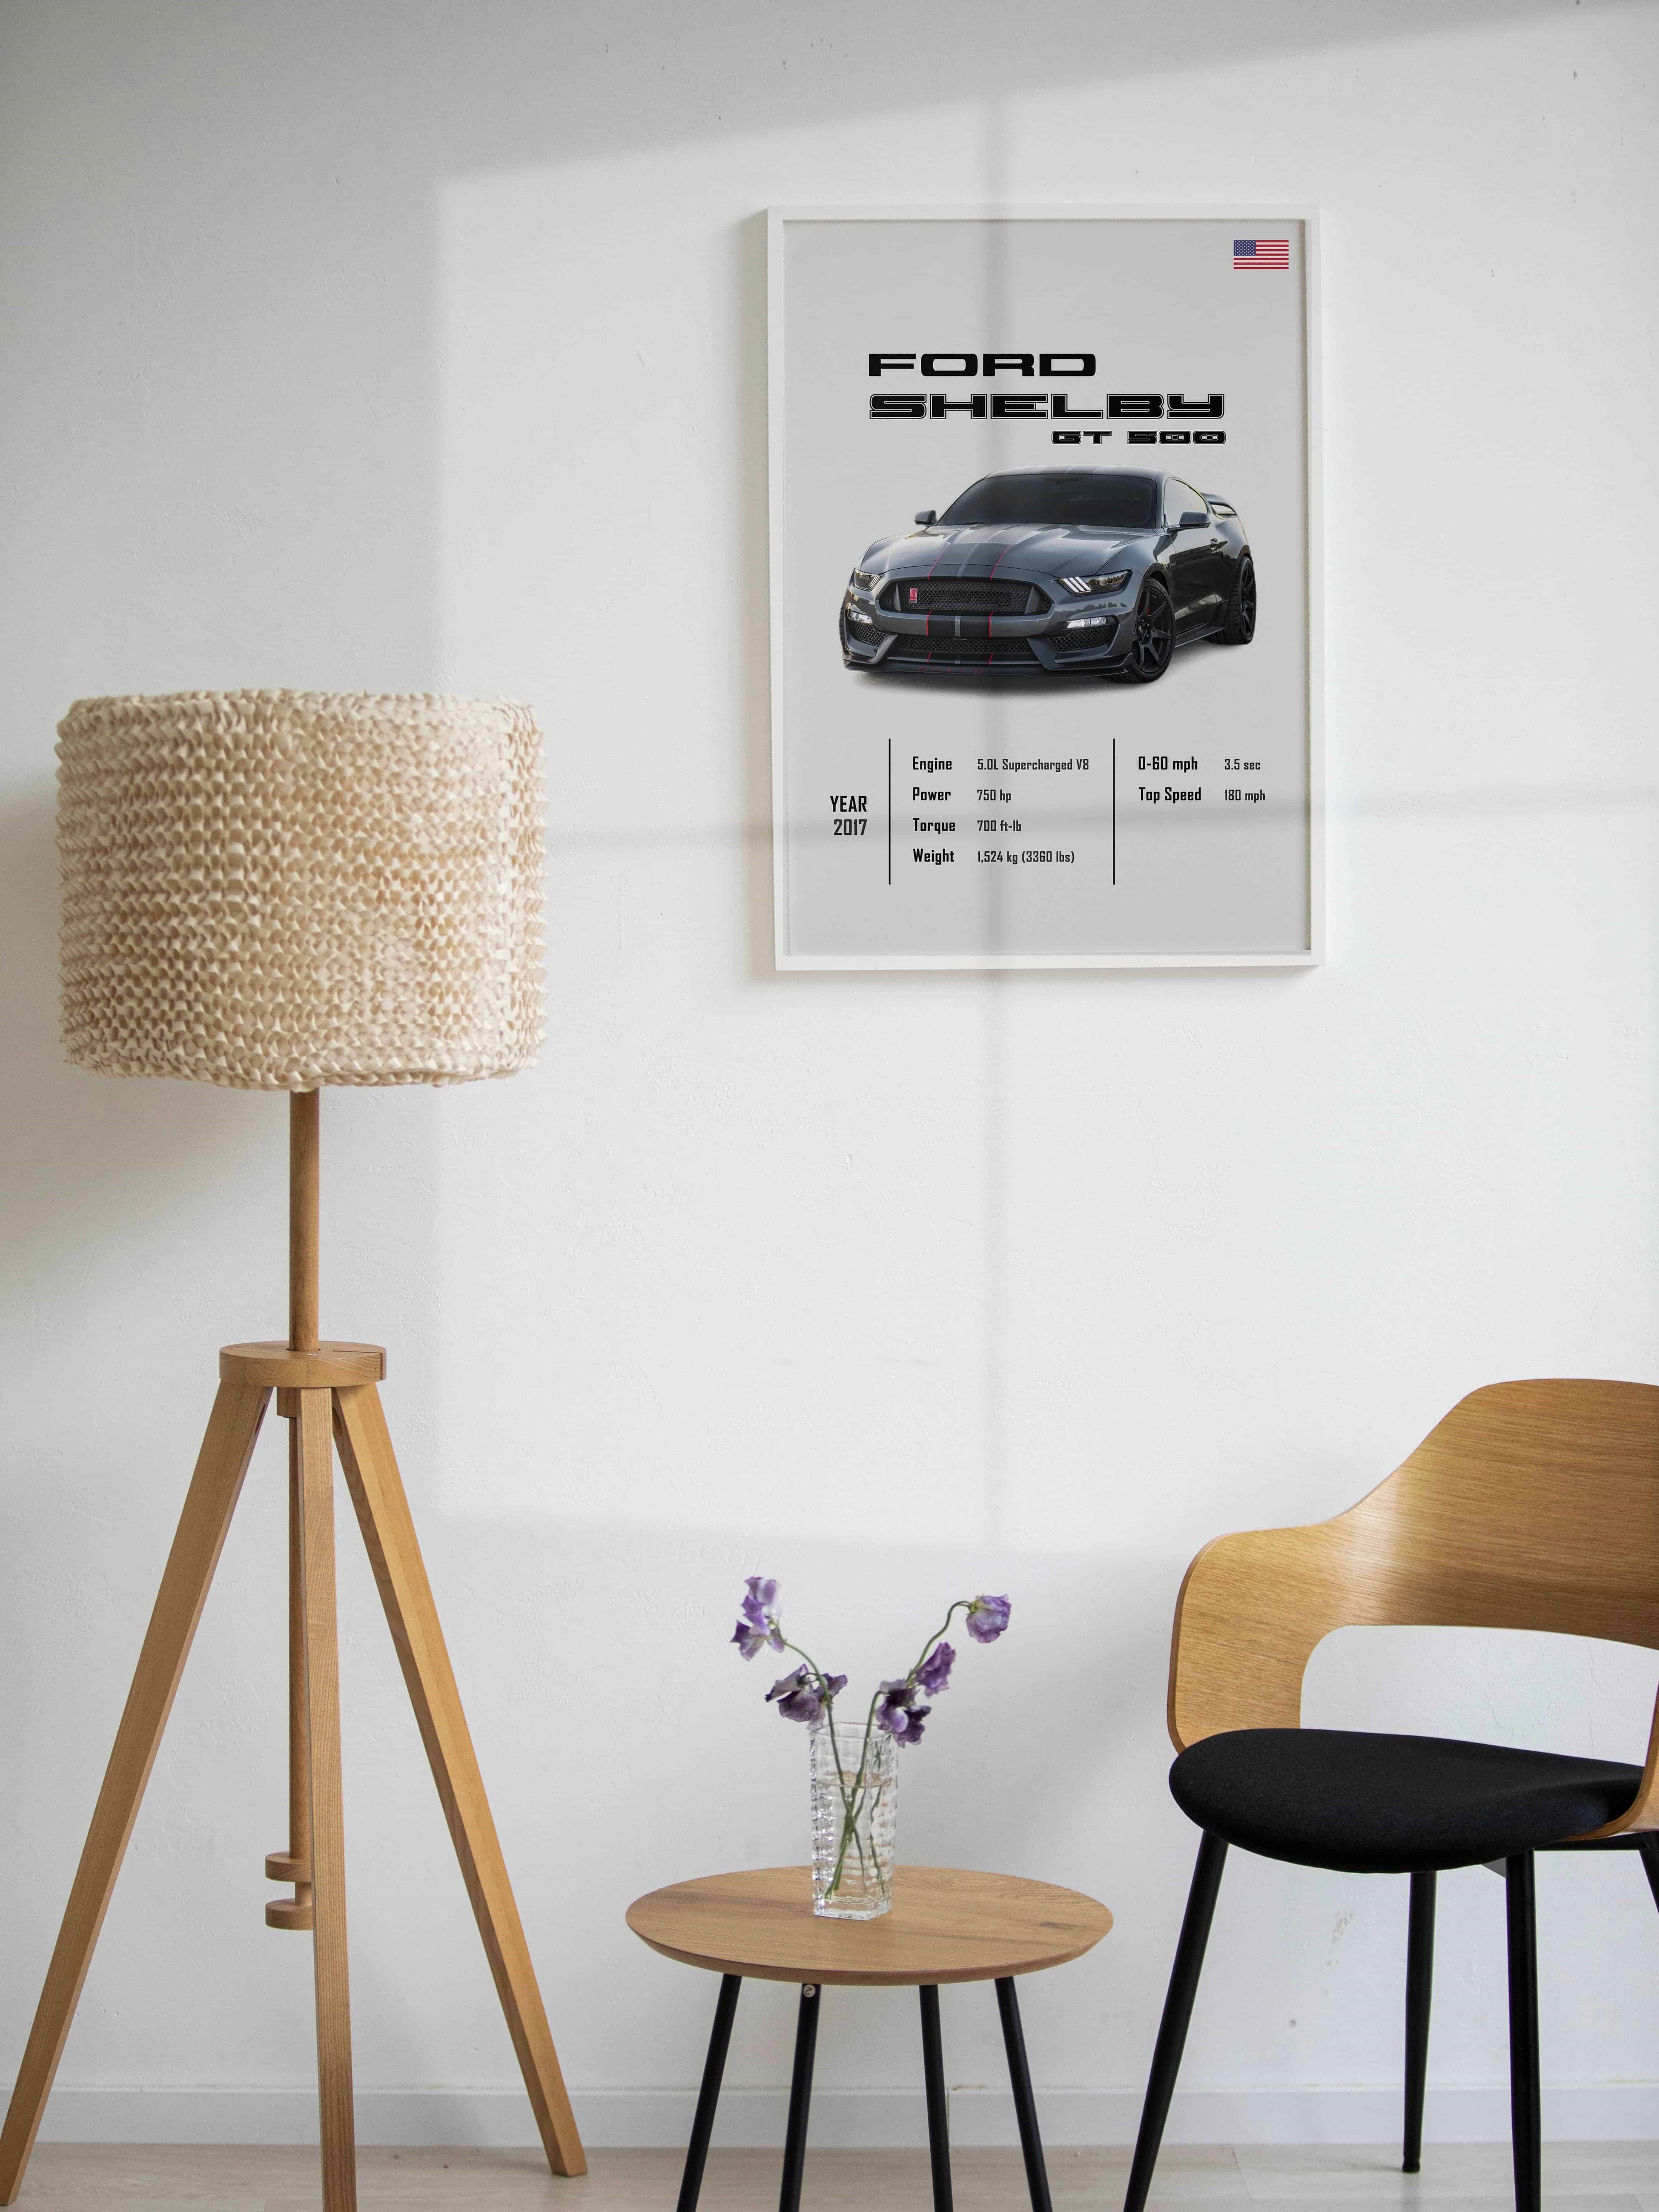 FORD
SHELBY
GT 500
YEAR
2017
Engine 5.0L Supercharged V8
Power 750 hp
Torque 700 ft-lb
Weight 1,524 kg (3360 lbs)
0-60 mph 3.5 sec
Top Speed 180 mph